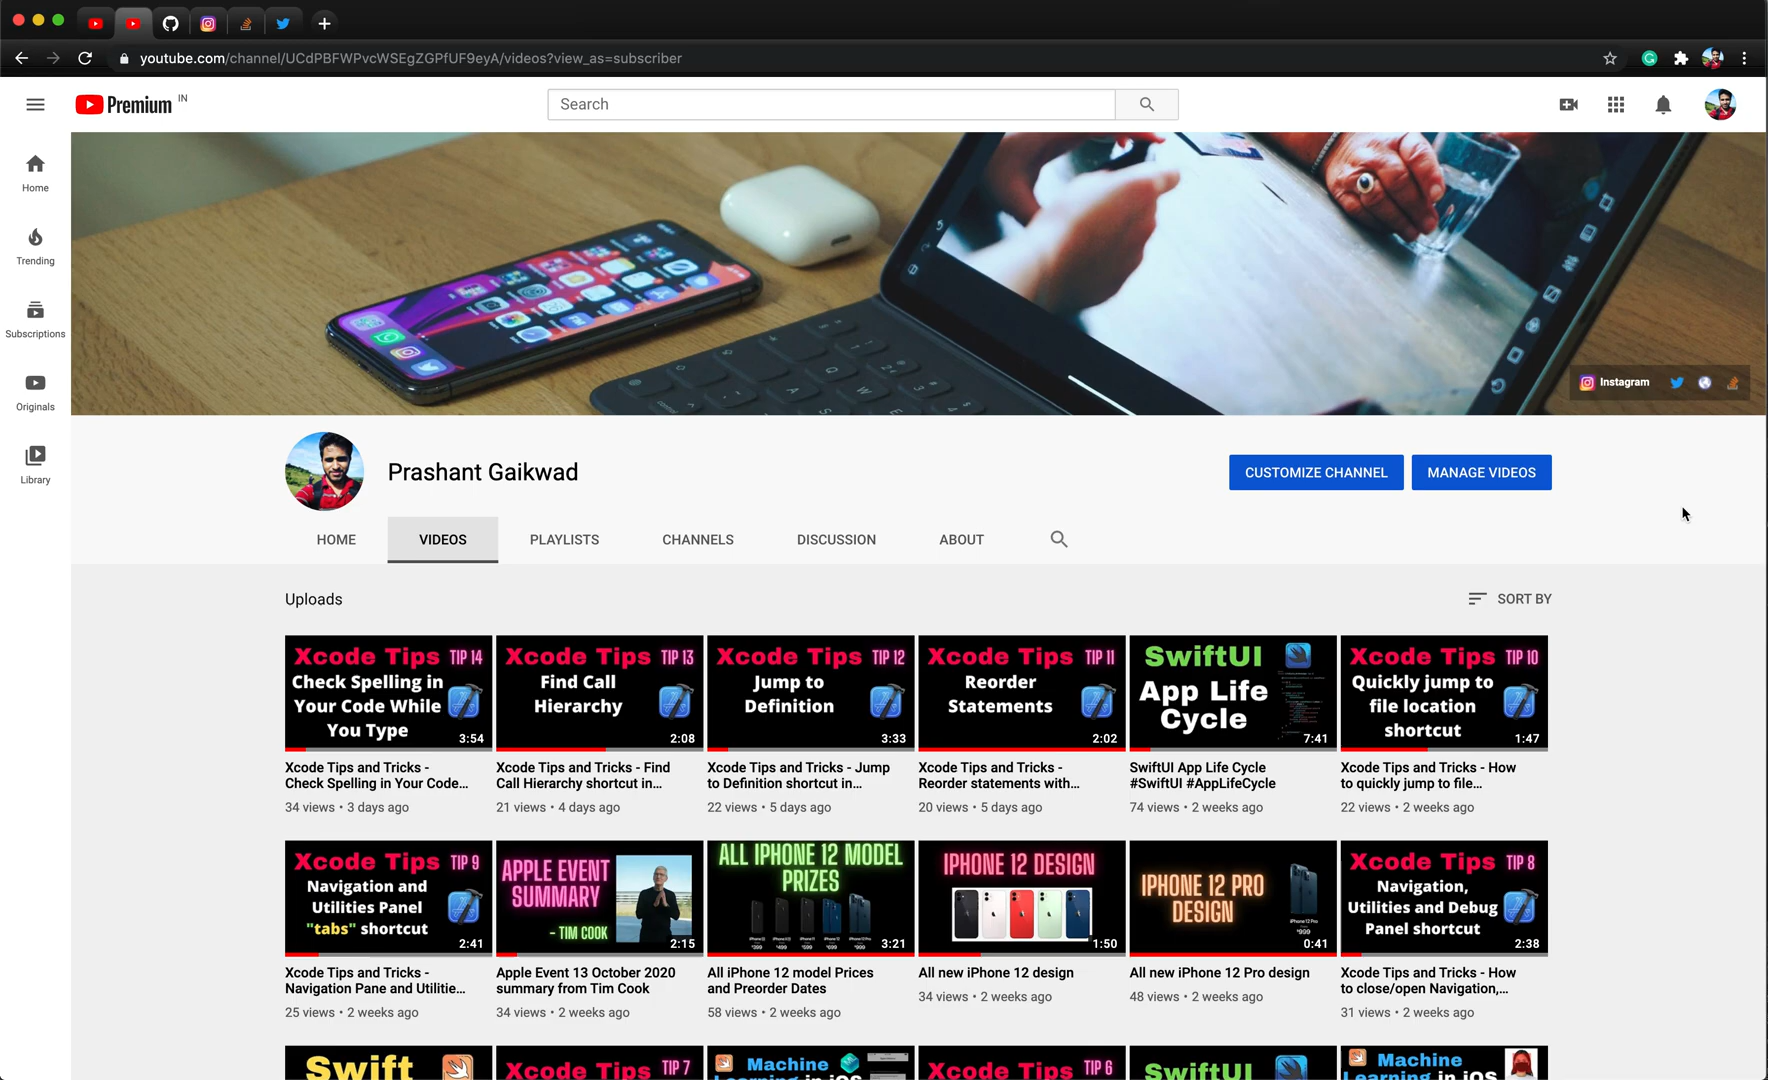 youtube.com/channel/UCdPBFWPvcWSEgZGPfUF9eyA/videos?view_as=subscriber
Premium IN
Search
Home
Trending
Subscriptions
Originals
Library
Instagram
Prashant Gaikwad
CUSTOMIZE CHANNEL
MANAGE VIDEOS
HOME
VIDEOS
PLAYLISTS
CHANNELS
DISCUSSION
ABOUT
Uploads
SORT BY
Xcode Tips TIP 14
Check Spelling in
Your Code While
You Type
3:54
Xcode Tips and Tricks -
Check Spelling in Your Code...
34 views • 3 days ago
Xcode Tips TIP 13
Find Call
Hierarchy
2:08
Xcode Tips and Tricks - Find
Call Hierarchy shortcut in...
21 views • 4 days ago
Xcode Tips TIP 12
Jump to
Definition
3:33
Xcode Tips and Tricks - Jump
to Definition shortcut in...
22 views • 5 days ago
Xcode Tips TIP 11
Reorder
Statements
2:02
Xcode Tips and Tricks -
Reorder statements with...
20 views • 5 days ago
SwiftUI
App Life
Cycle
7:41
SwiftUI App Life Cycle
#SwiftUI #AppLifeCycle
74 views • 2 weeks ago
Xcode Tips TIP 10
Quickly jump to
file location
shortcut
1:47
Xcode Tips and Tricks - How
to quickly jump to file...
22 views • 2 weeks ago
Xcode Tips TIP 9
Navigation and
Utilities Panel
"tabs" shortcut
2:41
Xcode Tips and Tricks -
Navigation Pane and Utilitie...
25 views • 2 weeks ago
APPLE EVENT
SUMMARY
- TIM COOK
2:15
Apple Event 13 October 2020
summary from Tim Cook
34 views • 2 weeks ago
ALL IPHONE 12 MODEL
PRIZES
3:21
All iPhone 12 model Prices
and Preorder Dates
58 views • 2 weeks ago
IPHONE 12 DESIGN
1:50
All new iPhone 12 design
34 views • 2 weeks ago
IPHONE 12 PRO
DESIGN
iPhone 12 Pro
$999
0:41
All new iPhone 12 Pro design
48 views • 2 weeks ago
Xcode Tips TIP 8
Navigation,
Utilities and Debug
Panel shortcut
2:38
Xcode Tips and Tricks - How
to close/open Navigation,...
31 views • 2 weeks ago
Swift
Xcode Tips TIP 7
Machine
Learning in iOS
Xcode Tips TIP 6
SwiftUI
Machine
Learning in iOS